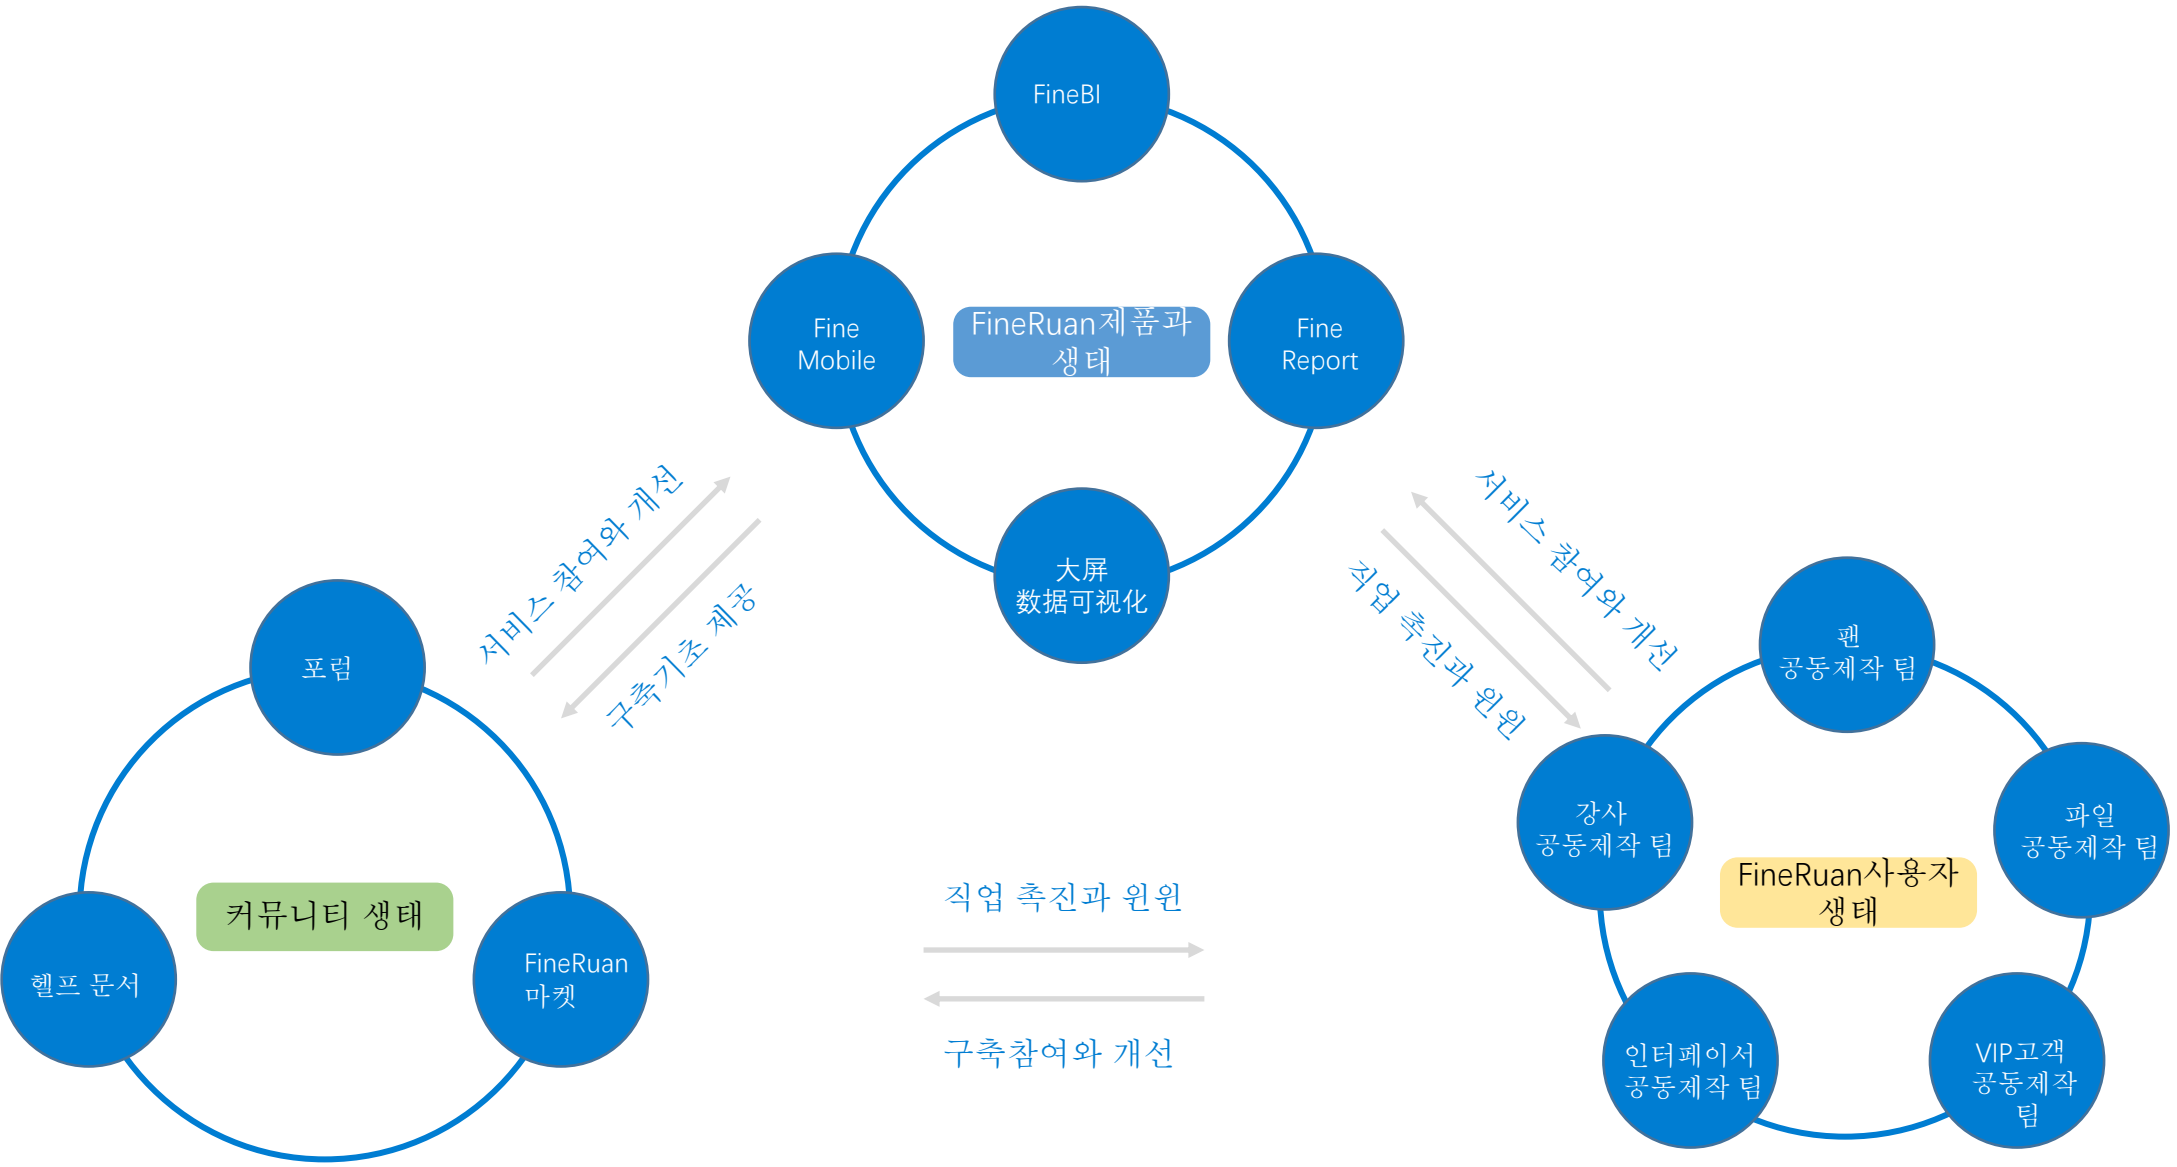 FineBI
Fine
Mobile
FineRuan제품과
생태
Fine
Report
大屏
数据可视化
서비스 참여와 개선
구축기초 제공
서비스 참여와 개선
직업 촉진과 윈윈
포럼
커뮤니티 생태
헬프 문서
FineRuan
마켓
직업 촉진과 윈윈
구축참여와 개선
팬
공동제작 팀
강사
공동제작 팀
파일
공동제작 팀
FineRuan사용자
생태
인터페이서
공동제작 팀
VIP고객
공동제작
팀